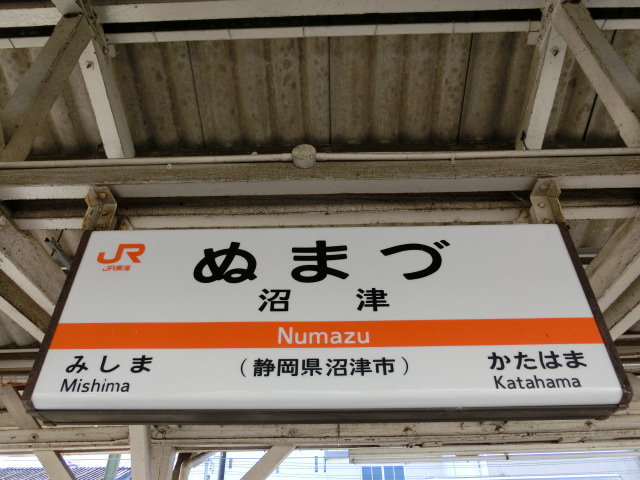 JR
JR東海
ぬまづ
沼津
Numazu
みしま
Mishima
(静岡県沼津市)
かたはま
Katahama